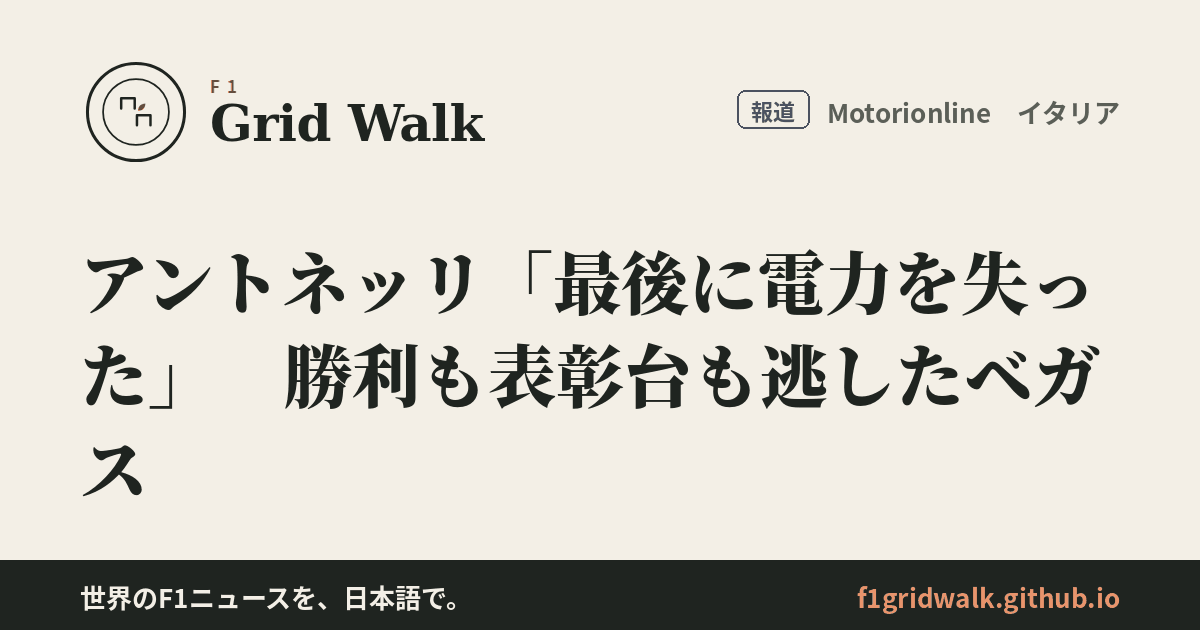 F1
Grid Walk
報道 Motorionline イタリア
アントネッリ「最後に電力を失っ
た」　勝利も表彰台も逃したベガ
ス
世界のF1ニュースを、日本語で。
f1gridwalk.github.io